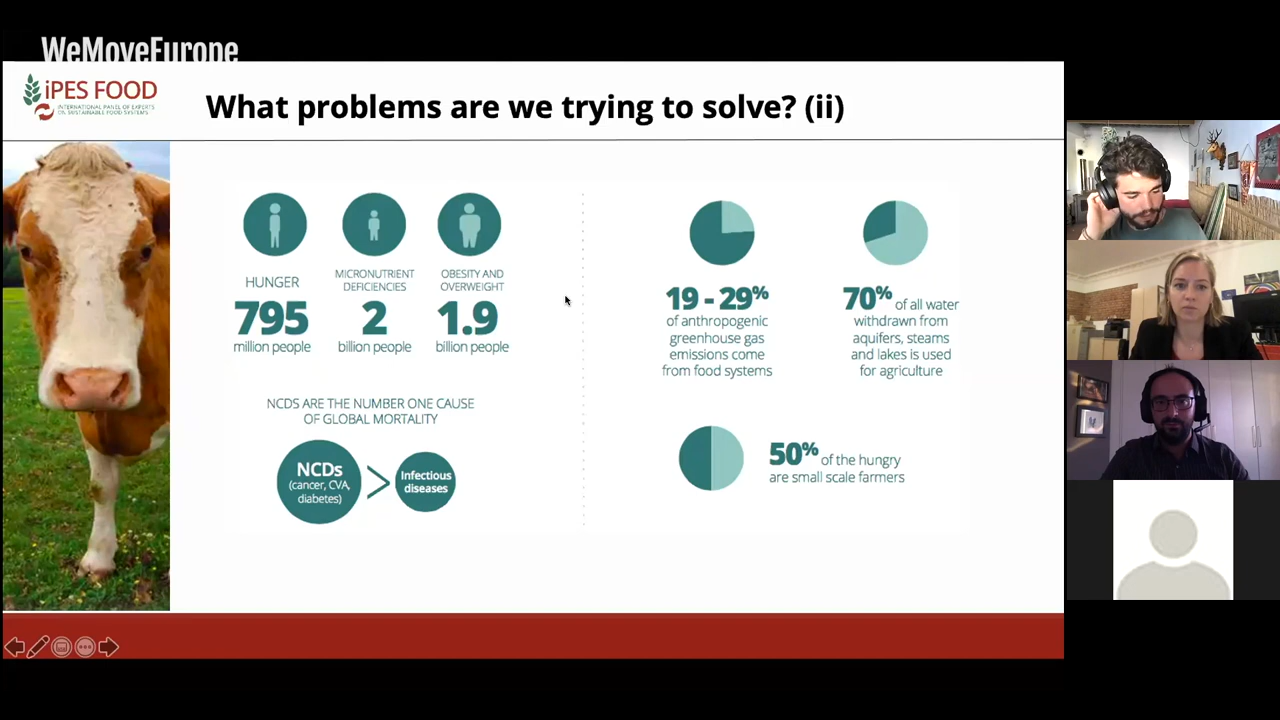 WeMoveEurope
iPES FOOD
INTERNATIONAL PANEL OF EXPERTS
ON SUSTAINABLE FOOD SYSTEMS
What problems are we trying to solve? (ii)
HUNGER
795
million people
MICRONUTRIENT
DEFICIENCIES
2
billion people
OBESITY AND
OVERWEIGHT
1.9
billion people
NCDS ARE THE NUMBER ONE CAUSE
OF GLOBAL MORTALITY
NCDs
(cancer, CVA,
diabetes)
>
Infectious
diseases
19 - 29%
of anthropogenic
greenhouse gas
emissions come
from food systems
70% of all water
withdrawn from
aquifers, steams
and lakes is used
for agriculture
50% of the hungry
are small scale farmers